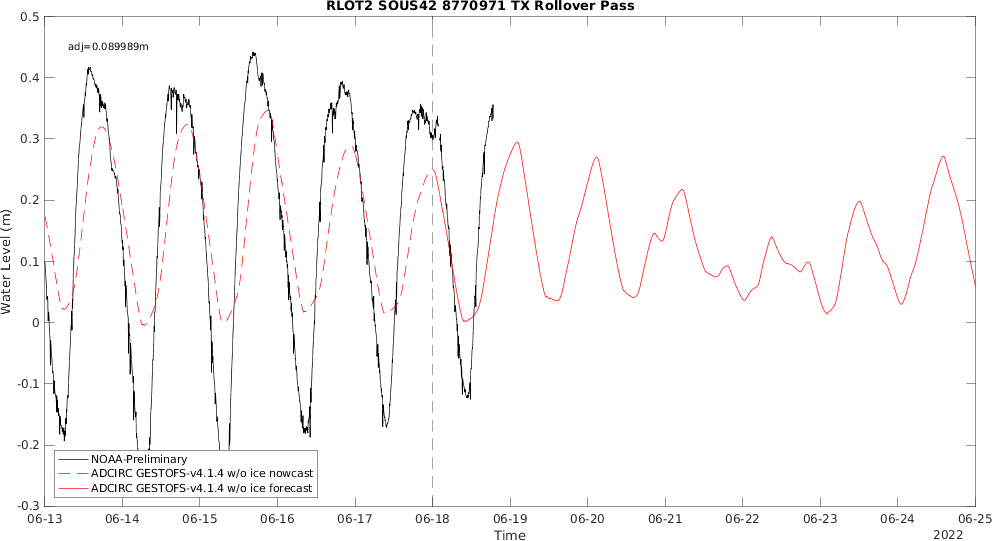 RLOT2 SOUS42 8770971 TX Rollover Pass
adj=0.089989m
Water Level (m)
0.5
0.4
0.3
0.2
0.1
0
-0.1
-0.2
-0.3
NOAA-Preliminary
ADCIRC GESTOFS-v4.1.4 w/o ice nowcast
ADCIRC GESTOFS-v4.1.4 w/o ice forecast
06-13 06-14 06-15 06-16 06-17 06-18 06-19 06-20 06-21 06-22 06-23 06-24 06-25
Time
2022